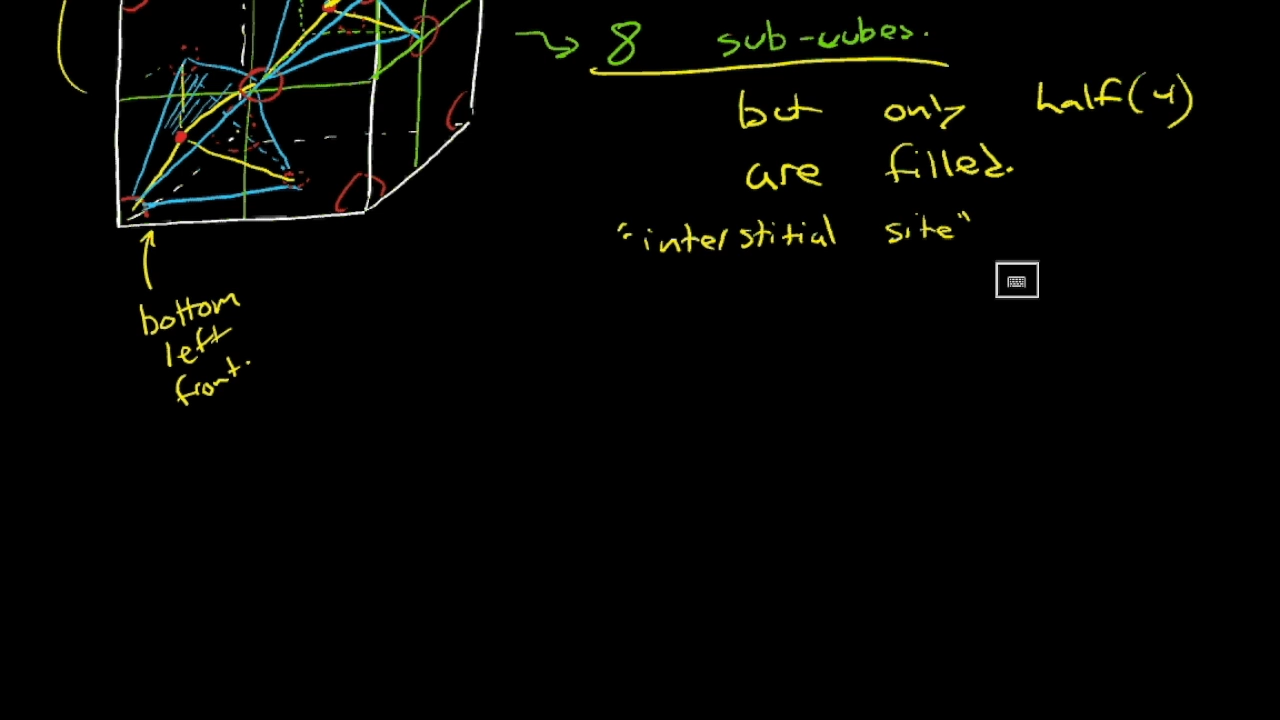 8 sub-cubes.
but only half (4)
are filled.
"interstitial site"
bottom
left
front.